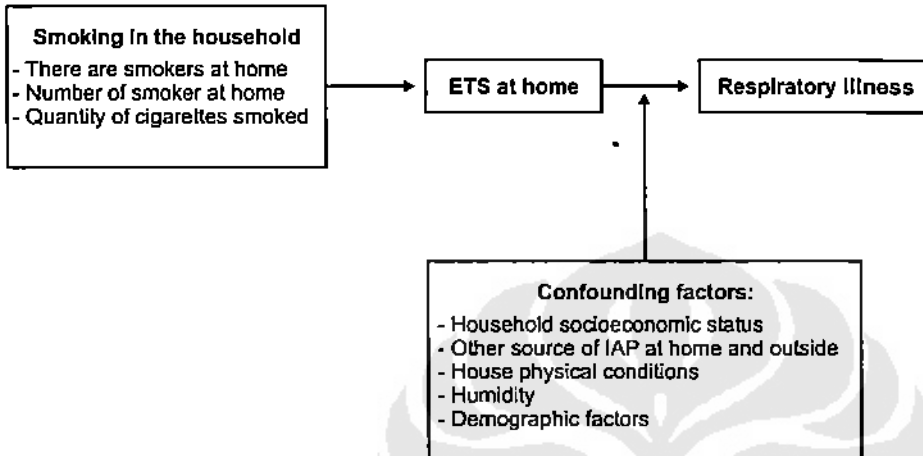 Smoking in the household
- There are smokers at home
- Number of smoker at home
- Quantity of cigarettes smoked
ETS at home
Respiratory Illness
Confounding factors:
- Household socioeconomic status
- Other source of IAP at home and outside
- House physical conditions
- Humidity
- Demographic factors